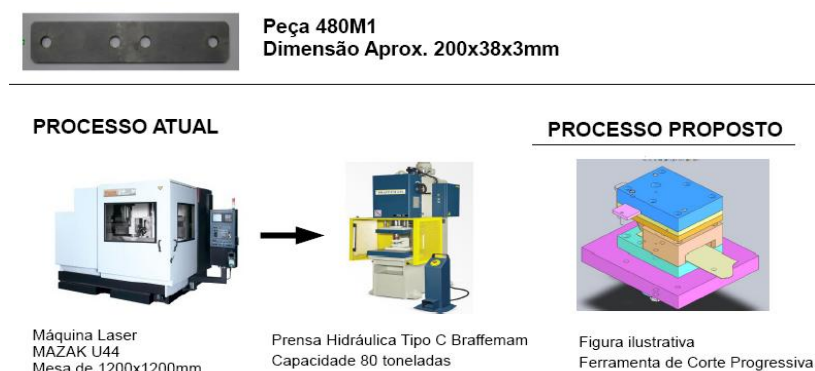 Peça 480M1
Dimensão Aprox. 200x38x3mm
PROCESSO ATUAL
PROCESSO PROPOSTO
Máquina Laser
MAZAK U44
Mesa de 1200x1200mm
Prensa Hidráulica Tipo C Braffemam
Capacidade 80 toneladas
Figura ilustrativa
Ferramenta de Corte Progressiva